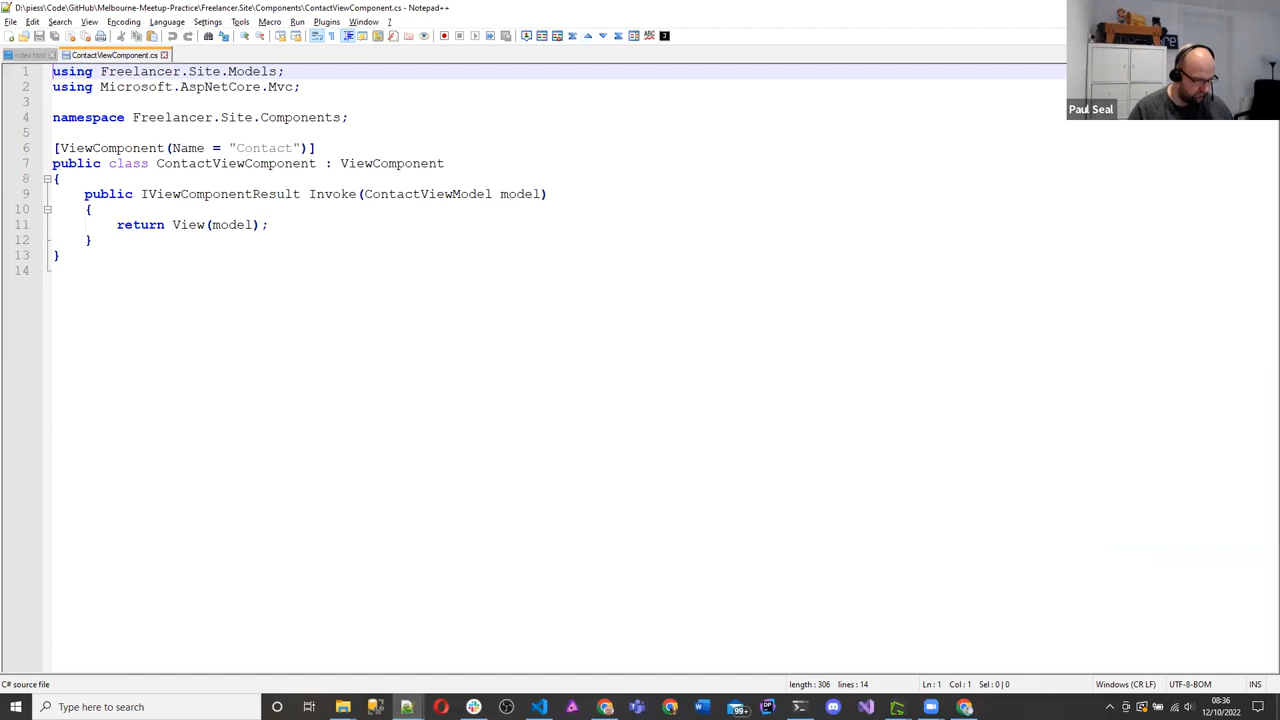 D:\piess\Code\GitHub\Melbourne-Meetup-Practice\Freelancer.Site\Components\ContactViewComponent.cs - Notepad++
File Edit Search View Encoding Language Settings Tools Macro Run Plugins Window ?
index.html ContactViewComponent.cs
1 using Freelancer.Site.Models;
2 using Microsoft.AspNetCore.Mvc;
3
4 namespace Freelancer.Site.Components;
5
6 [ViewComponent(Name = "Contact")]
7 public class ContactViewComponent : ViewComponent
8 {
9 public IViewComponentResult Invoke(ContactViewModel model)
10 {
11 return View(model);
12 }
13 }
14
Paul Seal
C# source file length : 306 lines : 14 Ln : 1 Col : 1 Sel : 0 | 0 Windows (CR LF) UTF-8-BOM INS
Type here to search
99+
08:36
12/10/2022